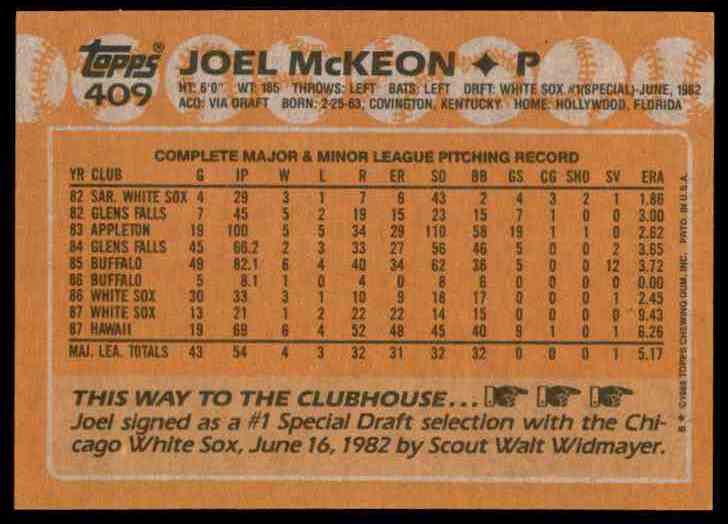 Topps
409
JOEL McKEON ✦ P
HT: 6'0" WT: 185 THROWS: LEFT BATS: LEFT DRFT: WHITE SOX #1(SPECIAL)-JUNE, 1982
ACQ: VIA DRAFT BORN: 2-25-63, COVINGTON, KENTUCKY HOME: HOLLYWOOD, FLORIDA
COMPLETE MAJOR & MINOR LEAGUE PITCHING RECORD
YR CLUB G IP W L R ER SO BB GS CG SHO SV ERA
82 SAR. WHITE SOX 4 29 3 1 7 6 43 2 4 3 2 1 1.86
82 GLENS FALLS 7 45 5 2 19 15 23 15 7 1 0 0 3.00
83 APPLETON 19 100 5 5 34 29 110 58 19 1 1 0 2.62
84 GLENS FALLS 45 66.2 2 3 33 27 56 46 5 0 0 2 3.65
85 BUFFALO 49 82.1 6 4 40 34 62 36 5 0 0 12 3.72
86 BUFFALO 5 8.1 1 0 4 0 8 6 0 0 0 0 0.00
86 WHITE SOX 30 33 3 1 10 9 18 17 0 0 0 1 2.45
87 WHITE SOX 13 21 1 2 22 22 14 15 0 0 0 0 9.43
87 HAWAII 19 69 6 4 52 48 45 40 9 0 0 1 6.26
MAJ. LEA. TOTALS 43 54 4 3 32 31 32 32 0 0 0 1 5.17
THIS WAY TO THE CLUBHOUSE...
Joel signed as a #1 Special Draft selection with the Chi-
cago White Sox, June 16, 1982 by Scout Walt Widmayer.
B * ©1988 TOPPS CHEWING GUM, INC. PRTD. IN U.S.A.